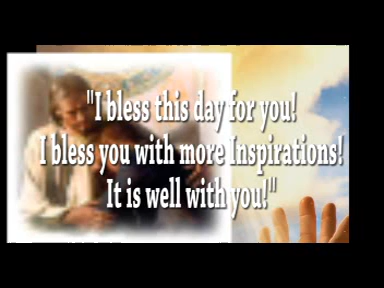 "I bless this day for you!
I bless you with more Inspirations!
It is well with you!"